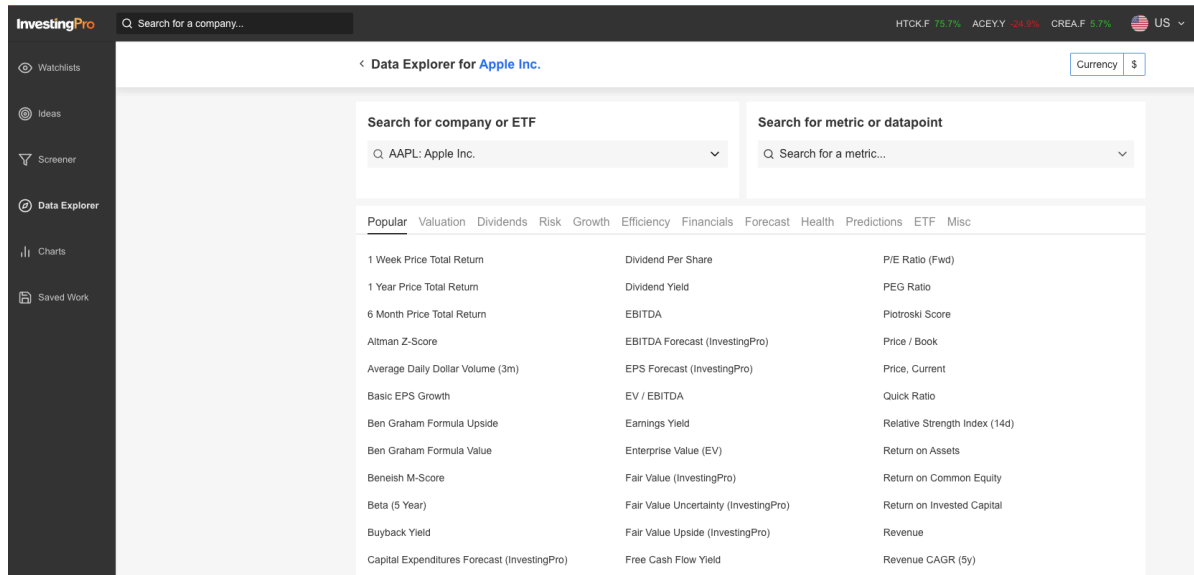 InvestingPro
Search for a company...
HTCK.F 75.7% ACEY.Y -24.9% CREA.F 5.7%
US
Watchlists
Ideas
Screener
Data Explorer
Charts
Saved Work
Data Explorer for Apple Inc.
Currency $
Search for company or ETF
AAPL: Apple Inc.
Search for metric or datapoint
Search for a metric...
Popular Valuation Dividends Risk Growth Efficiency Financials Forecast Health Predictions ETF Misc
1 Week Price Total Return
1 Year Price Total Return
6 Month Price Total Return
Altman Z-Score
Average Daily Dollar Volume (3m)
Basic EPS Growth
Ben Graham Formula Upside
Ben Graham Formula Value
Beneish M-Score
Beta (5 Year)
Buyback Yield
Capital Expenditures Forecast (InvestingPro)
Dividend Per Share
Dividend Yield
EBITDA
EBITDA Forecast (InvestingPro)
EPS Forecast (InvestingPro)
EV / EBITDA
Earnings Yield
Enterprise Value (EV)
Fair Value (InvestingPro)
Fair Value Uncertainty (InvestingPro)
Fair Value Upside (InvestingPro)
Free Cash Flow Yield
P/E Ratio (Fwd)
PEG Ratio
Piotroski Score
Price / Book
Price, Current
Quick Ratio
Relative Strength Index (14d)
Return on Assets
Return on Common Equity
Return on Invested Capital
Revenue
Revenue CAGR (5y)